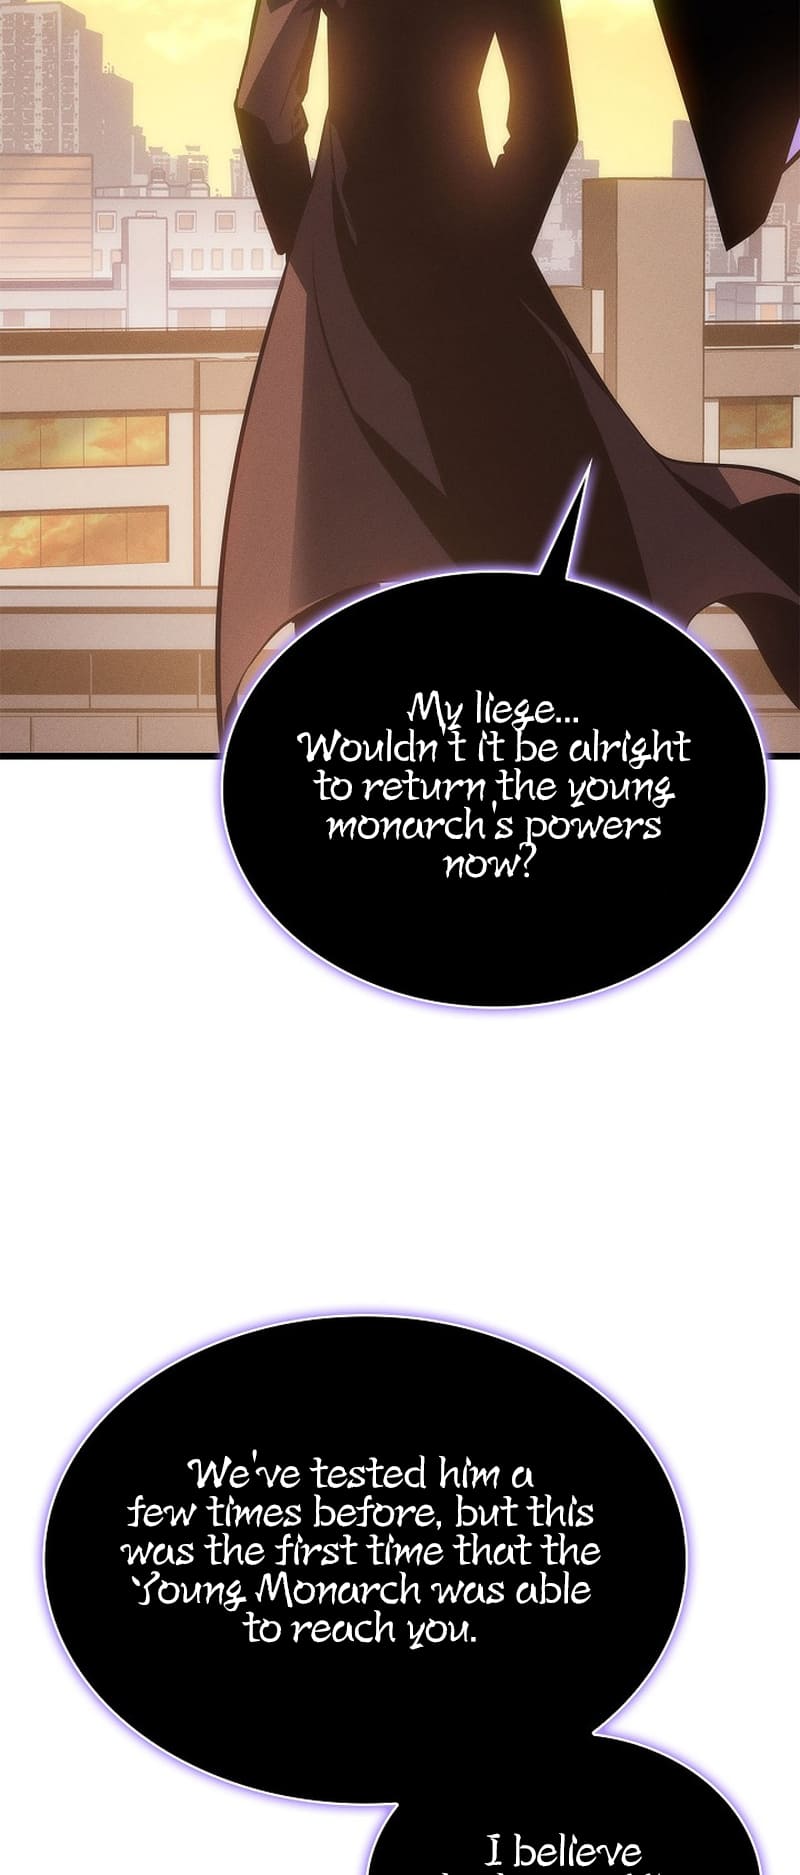 My liege...
Wouldn't it be alright
to return the young
monarch's powers
now?
We've tested him a
few times before, but this
was the first time that the
Young Monarch was able
to reach you.
I believe